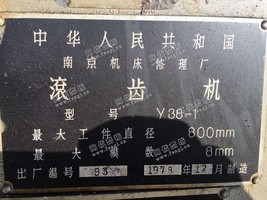 中华人民共和国
南京机床修理厂
滚齿机
型号 Y38-1
最大工件直径 800mm
最大模数 8mm
出厂编号 93 1978年12月制造